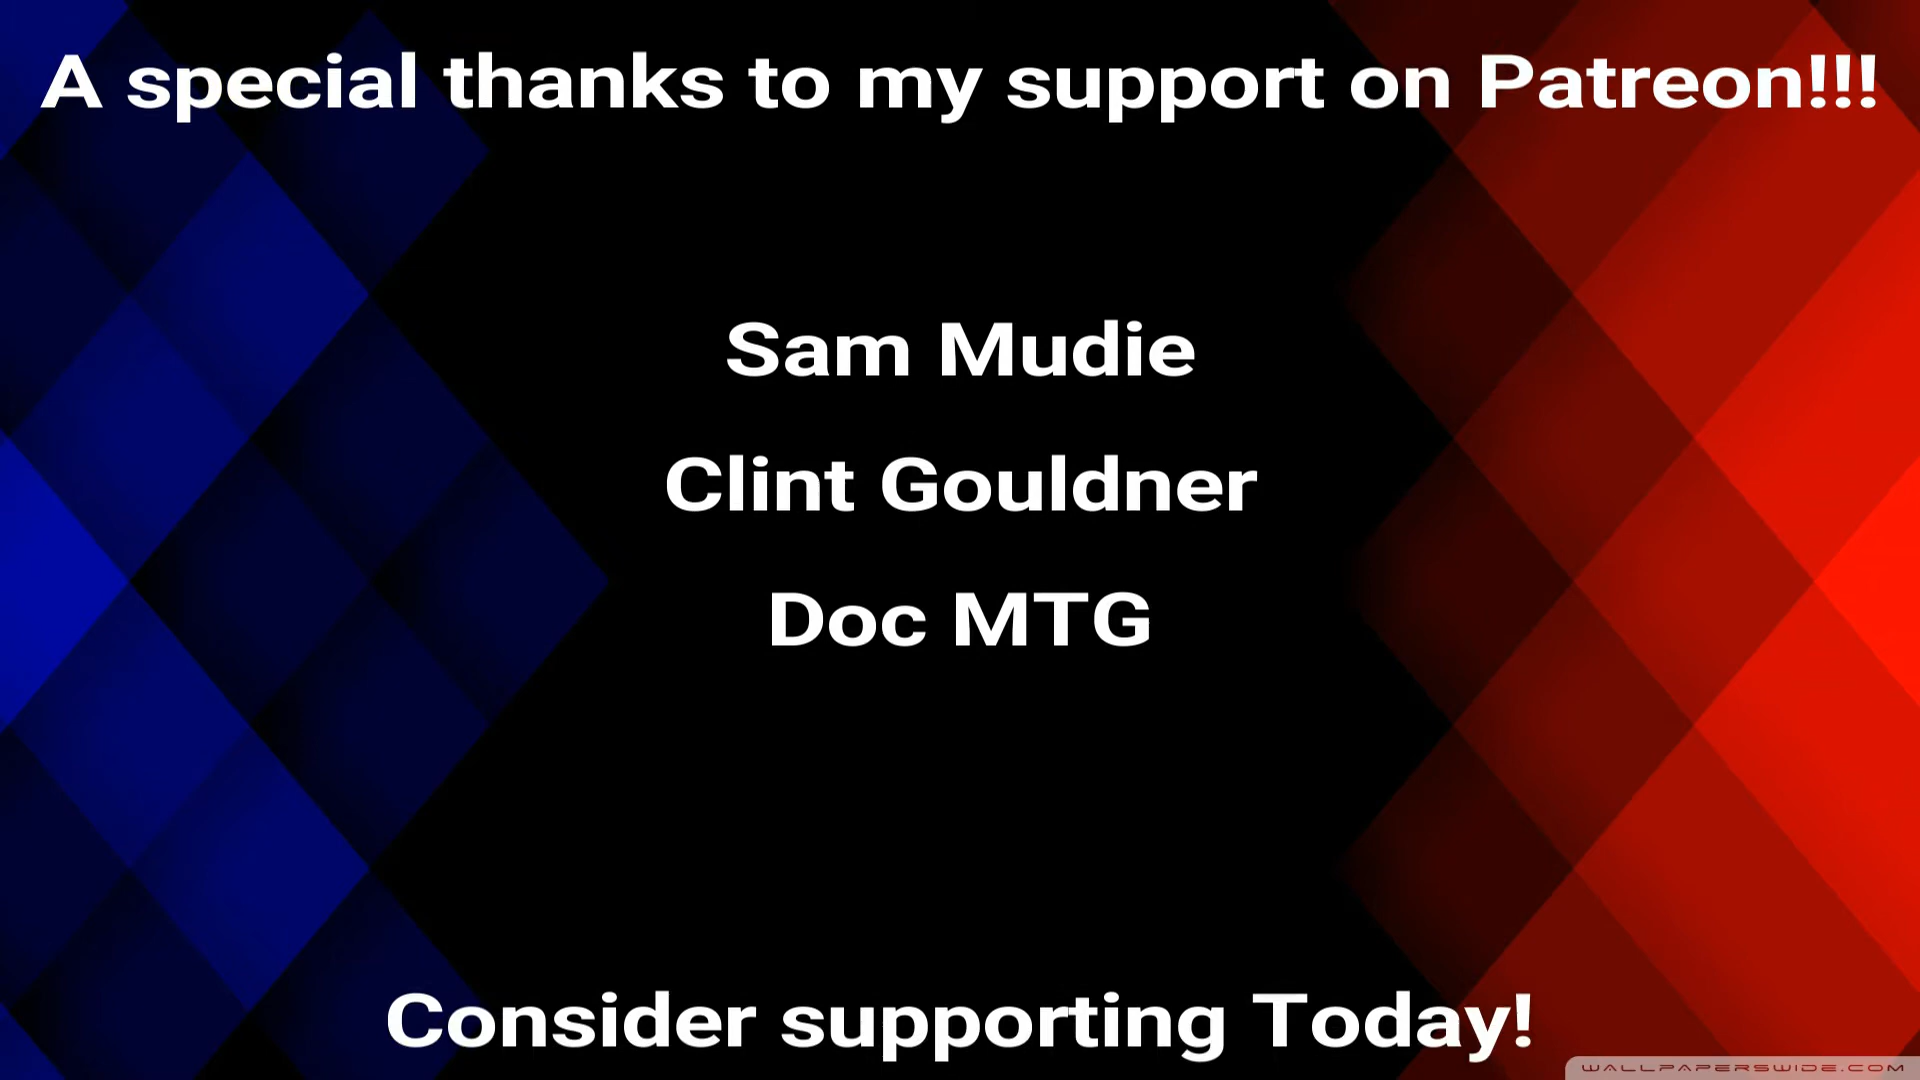 A special thanks to my support on Patreon!!!
Sam Mudie
Clint Gouldner
Doc MTG
Consider supporting Today!
WALLPAPERSWIDE.COM